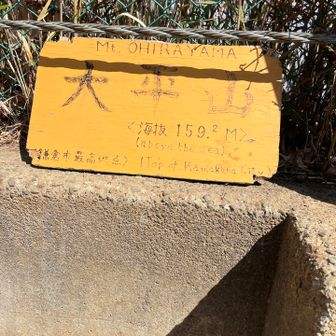 Mt. OHIRAYAMA
大平山
〈海抜 159.2 M〉
(above the sea)
(鎌倉市最高地点) (Top of Kamakura City)